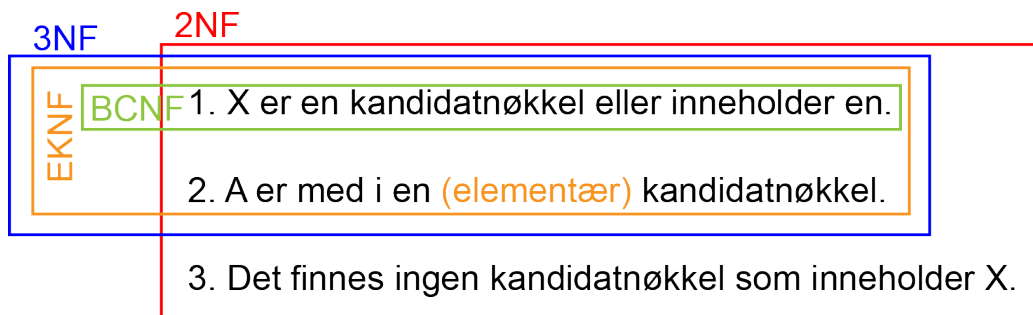 2NF
3NF
EKNF
BCNF
1. X er en kandidatnøkkel eller inneholder en.
2. A er med i en (elementær) kandidatnøkkel.
3. Det finnes ingen kandidatnøkkel som inneholder X.